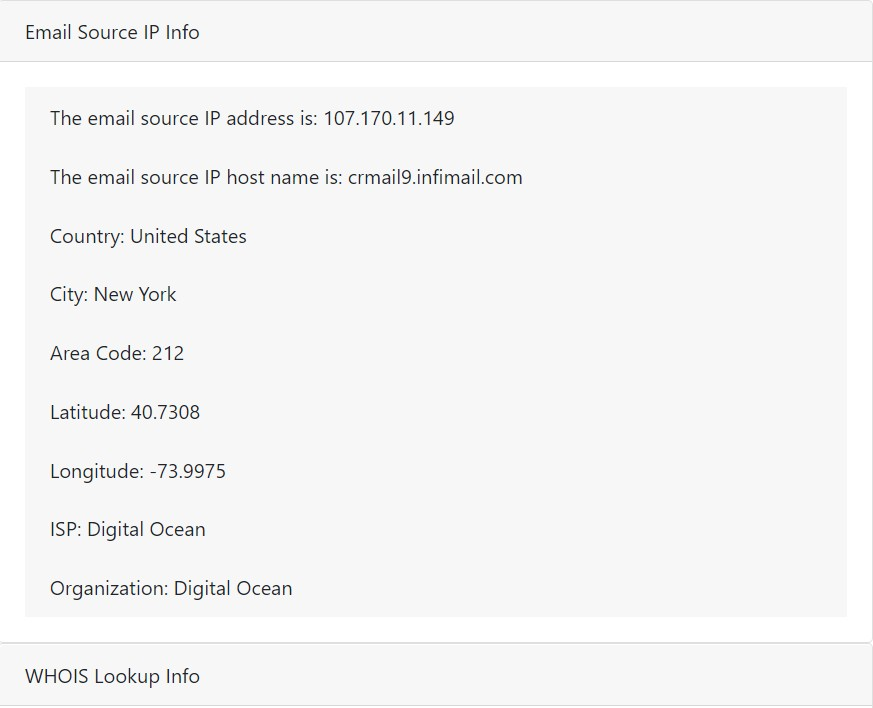 Email Source IP Info
The email source IP address is: 107.170.11.149
The email source IP host name is: crmail9.infimail.com
Country: United States
City: New York
Area Code: 212
Latitude: 40.7308
Longitude: -73.9975
ISP: Digital Ocean
Organization: Digital Ocean
WHOIS Lookup Info